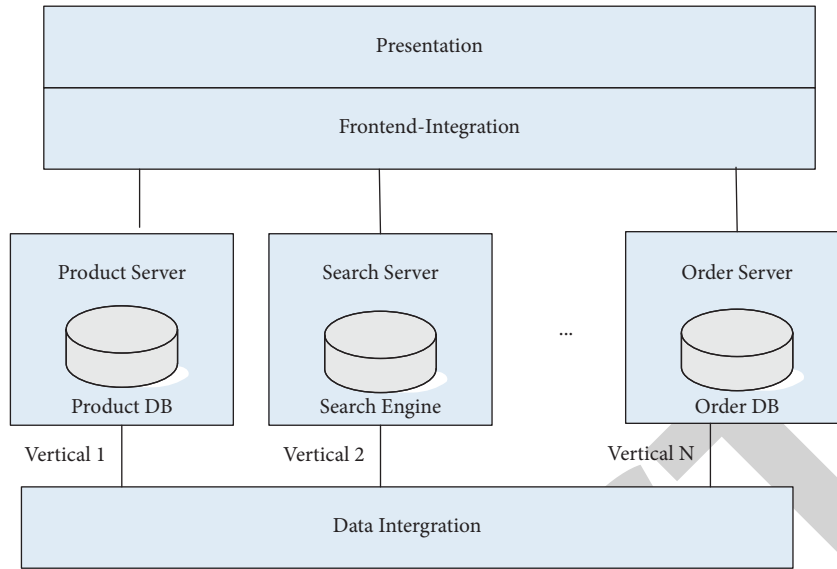 Presentation
Frontend-Integration
Product Server
Search Server
Order Server
...
Product DB
Search Engine
Order DB
Vertical 1
Vertical 2
Vertical N
Data Intergration